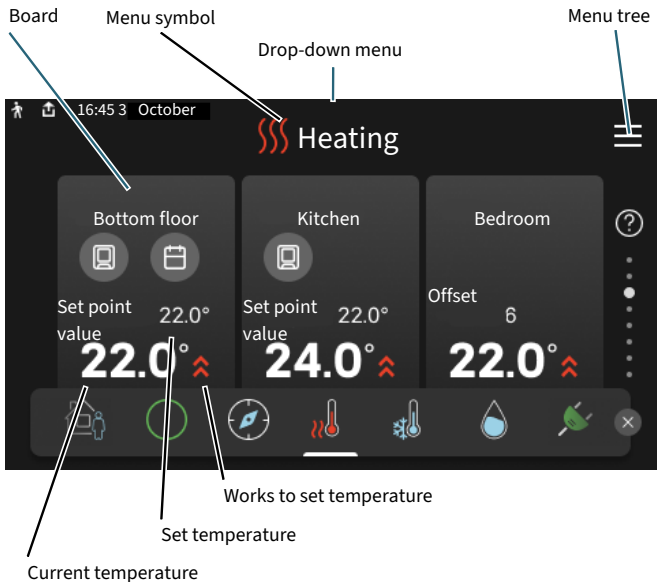 Board
Menu symbol
Menu tree
Drop-down menu
16:45 3 October
Heating
Bottom floor
Kitchen
Bedroom
?
Set point
value
22.0°
Set point
value
22.0°
Offset
6
22.0°
24.0°
22.0°
Works to set temperature
Set temperature
Current temperature